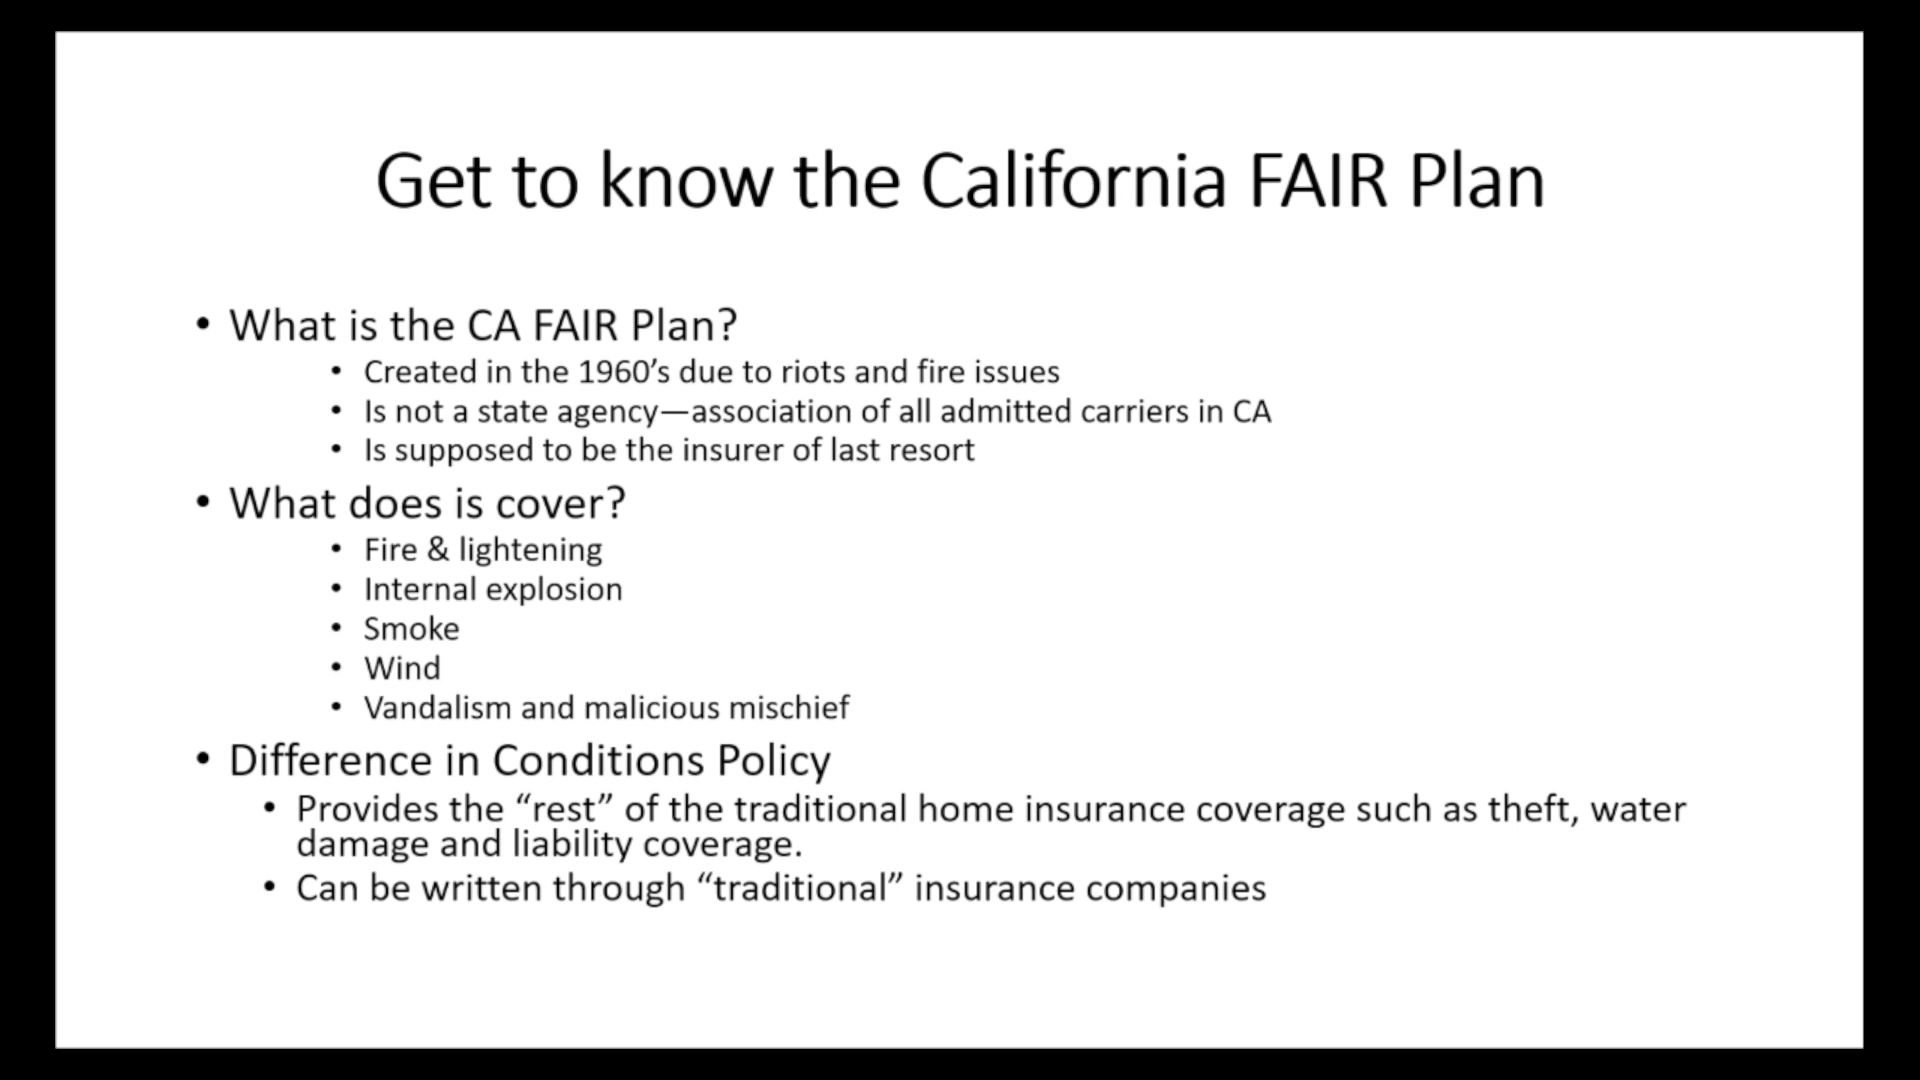 Get to know the California FAIR Plan
• What is the CA FAIR Plan?
• Created in the 1960’s due to riots and fire issues
• Is not a state agency—association of all admitted carriers in CA
• Is supposed to be the insurer of last resort
• What does is cover?
• Fire & lightening
• Internal explosion
• Smoke
• Wind
• Vandalism and malicious mischief
• Difference in Conditions Policy
• Provides the “rest” of the traditional home insurance coverage such as theft, water
damage and liability coverage.
• Can be written through “traditional” insurance companies